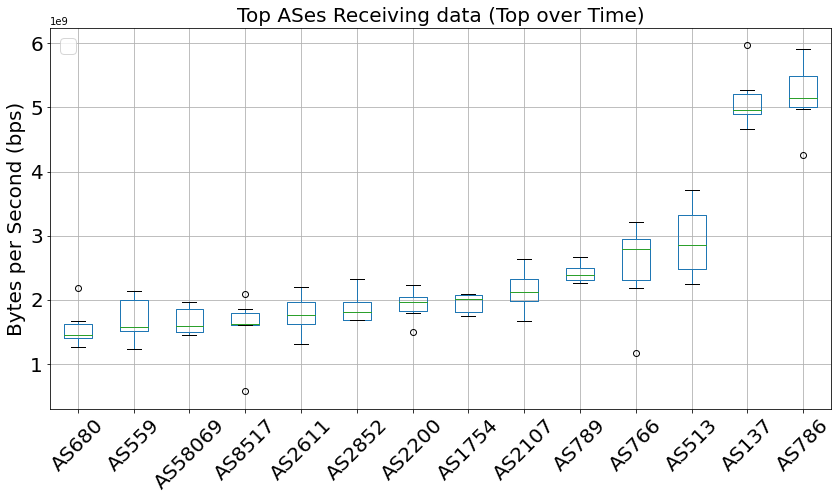 Top ASes Receiving data (Top over Time)
1e9
6
5
4
3
2
1
Bytes per Second (bps)
AS680
AS559
AS58069
AS8517
AS2611
AS2852
AS2200
AS1754
AS2107
AS789
AS766
AS513
AS137
AS786